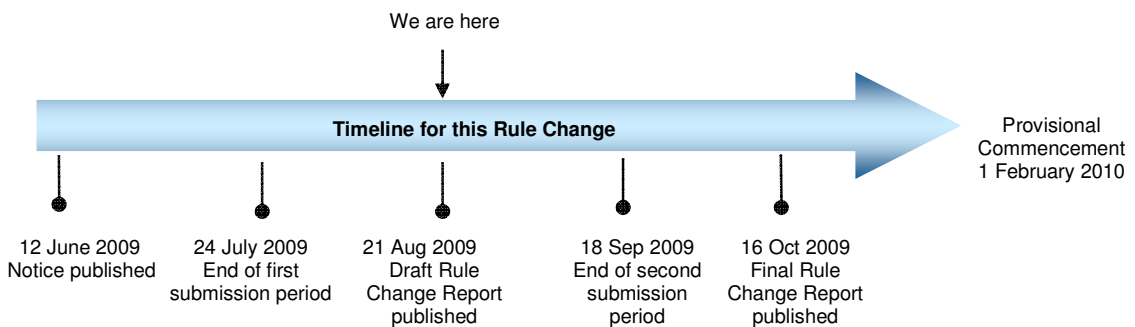 We are here
Timeline for this Rule Change
Provisional
Commencement
1 February 2010
12 June 2009
Notice published
24 July 2009
End of first
submission period
21 Aug 2009
Draft Rule
Change Report
published
18 Sep 2009
End of second
submission
period
16 Oct 2009
Final Rule
Change Report
published